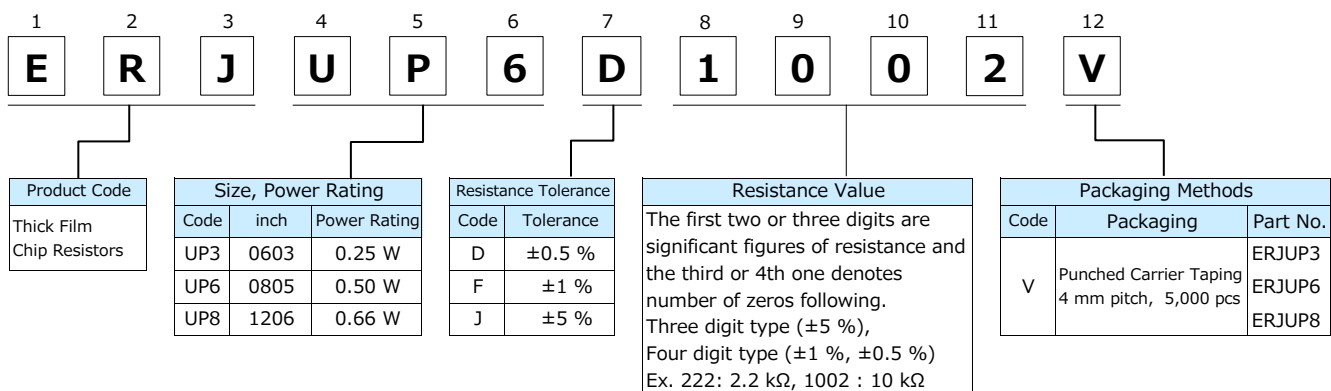 1 2 3 4 5 6 7 8 9 10 11 12
E R J U P 6 D 1 0 0 2 V
Product Code
Thick Film
Chip Resistors
Size, Power Rating
Code inch Power Rating
UP3 0603 0.25 W
UP6 0805 0.50 W
UP8 1206 0.66 W
Resistance Tolerance
Code Tolerance
D ±0.5 %
F ±1 %
J ±5 %
Resistance Value
The first two or three digits are
significant figures of resistance and
the third or 4th one denotes
number of zeros following.
Three digit type (±5 %),
Four digit type (±1 %, ±0.5 %)
Ex. 222: 2.2 kΩ, 1002 : 10 kΩ
Packaging Methods
Code Packaging Part No.
V
Punched Carrier Taping
4 mm pitch, 5,000 pcs
ERJUP3
ERJUP6
ERJUP8